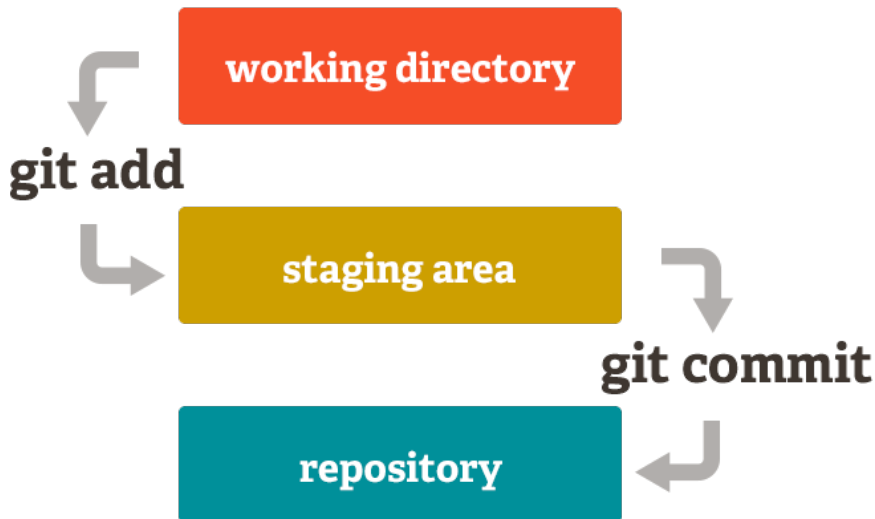 working directory
git add
staging area
git commit
repository